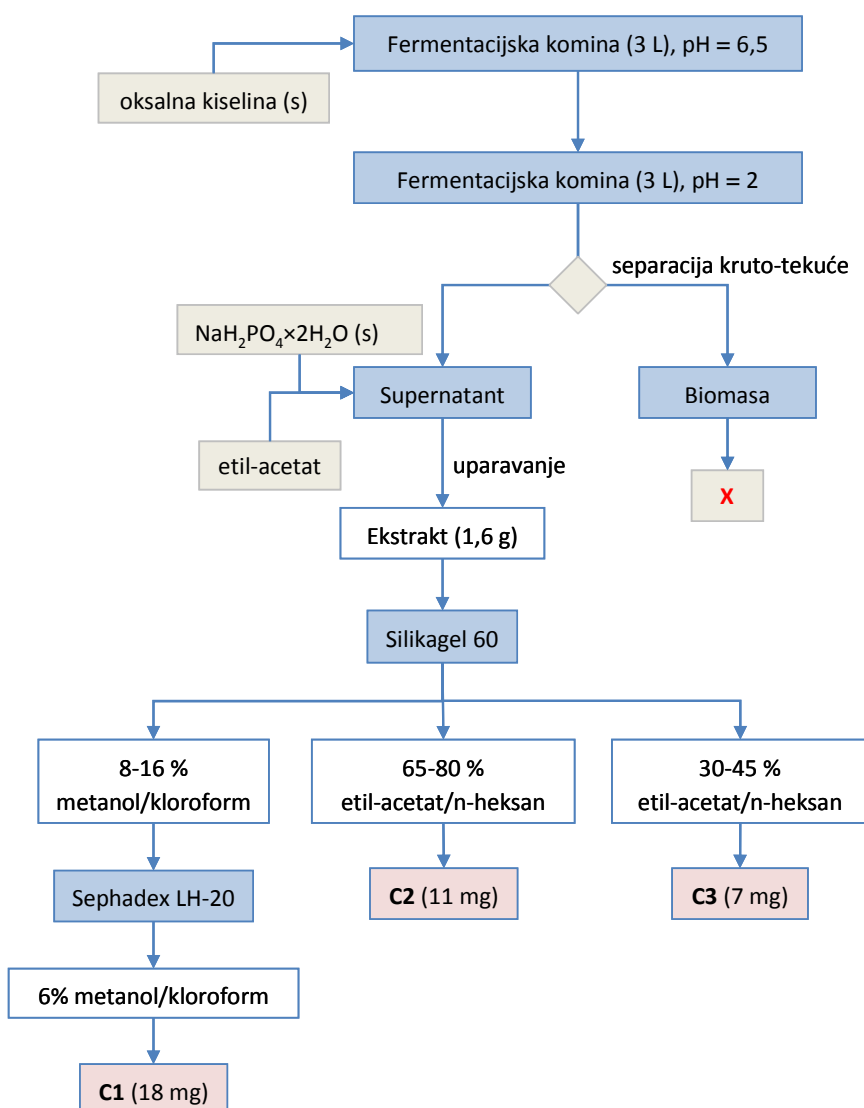 Fermentacijska komina (3 L), pH = 6,5
oksalna kiselina (s)
Fermentacijska komina (3 L), pH = 2
separacija kruto-tekuće
NaH₂PO₄×2H₂O (s)
Supernatant
Biomasa
etil-acetat
uparavanje
X
Ekstrakt (1,6 g)
Silikagel 60
8-16 %
metanol/kloroform
65-80 %
etil-acetat/n-heksan
30-45 %
etil-acetat/n-heksan
Sephadex LH-20
C2 (11 mg)
C3 (7 mg)
6% metanol/kloroform
C1 (18 mg)